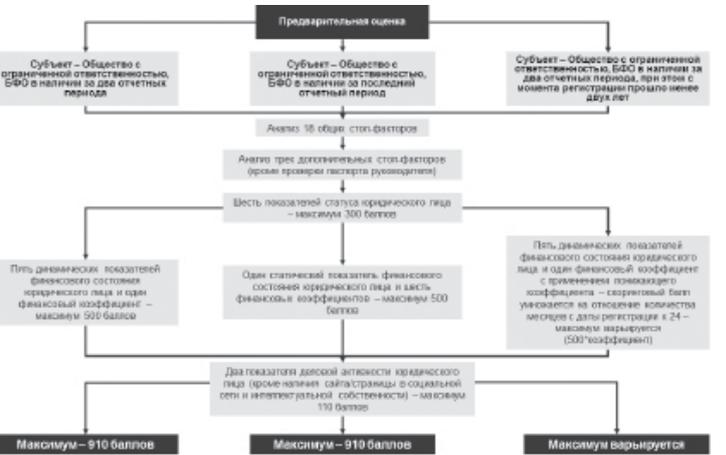 Предварительная оценка
Субъект – Общество с
ограниченной ответственностью,
БФО в наличии за два отчетных
периода
Субъект – Общество с
ограниченной ответственностью,
БФО в наличии за последний
отчетный период
Субъект – Общество с ограниченной
ответственностью, БФО в наличии за
два отчетных периода, при этом с
момента регистрации прошло менее
двух лет
Анализ 18 общих стоп-факторов
Анализ трех дополнительных стоп-факторов
(кроме проверки паспорта руководителя)
Шесть показателей статуса юридического лица
– максимум 300 баллов
Пять динамических показателей
финансового состояния
юридического лица и один
финансовый коэффициент –
максимум 500 баллов
Один статический показатель финансового
состояния юридического лица и шесть
финансовых коэффициентов – максимум 500
баллов
Пять динамических показателей
финансового состояния юридического
лица и один финансовый коэффициент
с применением понижающего
коэффициента – скоринговый балл
умножается на отношение количества
месяцев с даты регистрации к 24 –
максимум варьируется
(500*коэффициент)
Два показателя деловой активности юридического
лица (кроме наличия сайта/страницы в социальной
сети и интеллектуальной собственности) – максимум
110 баллов
Максимум – 910 баллов
Максимум – 910 баллов
Максимум варьируется